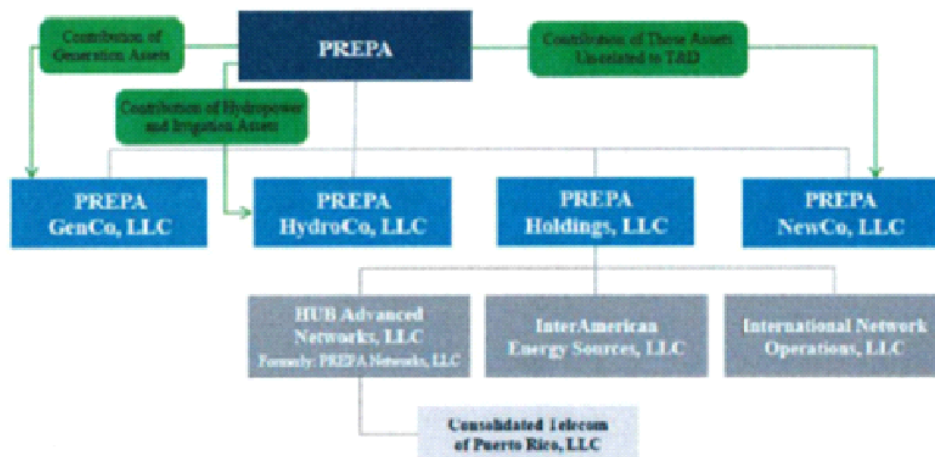 Contribution of
Generation Assets
PREPA
Contribution of Those Assets
Unrelated to T&D
Contribution of Hydropower
and Irrigation Assets
PREPA
GenCo, LLC
PREPA
HydroCo, LLC
PREPA
Holdings, LLC
PREPA
NewCo, LLC
HUB Advanced
Networks, LLC
Formerly: PREPA Networks, LLC
InterAmerican
Energy Sources, LLC
International Network
Operations, LLC
Consolidated Telecom
of Puerto Rico, LLC